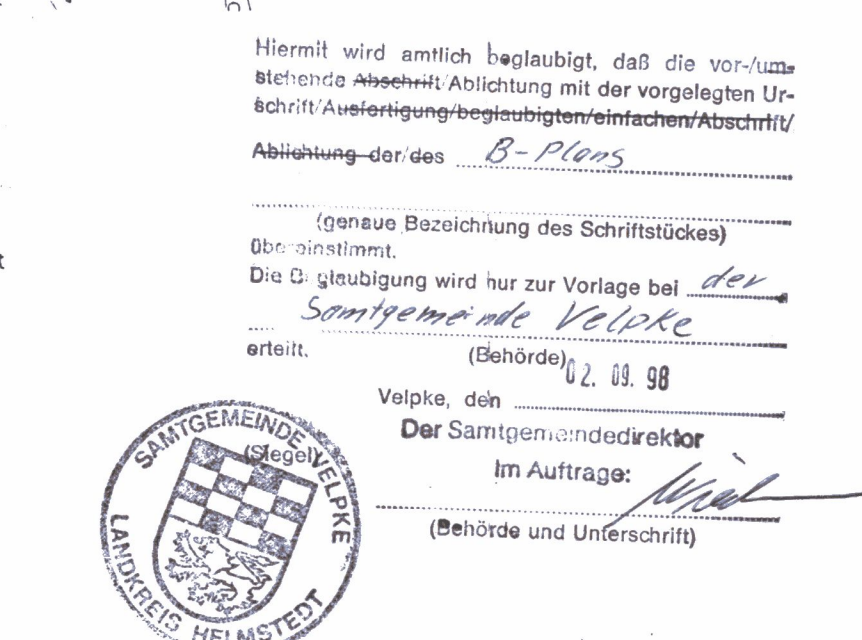 Hiermit wird amtlich beglaubigt, daß die vor-/um-
stehende Abschrift/Ablichtung mit der vorgelegten Ur-
schrift/Ausfertigung/beglaubigten/einfachen/Abschrift/
Ablichtung der/des B-Plans
(genaue Bezeichnung des Schriftstückes)
übereinstimmt.
Die Beglaubigung wird nur zur Vorlage bei der
Samtgemeinde Velpke
erteilt. (Behörde)
02. 09. 98
Velpke, den
Der Samtgemeindedirektor
(Siegel)
Im Auftrage:
(Behörde und Unterschrift)
SAMTGEMEINDE VELPKE
LANDKREIS HELMSTEDT